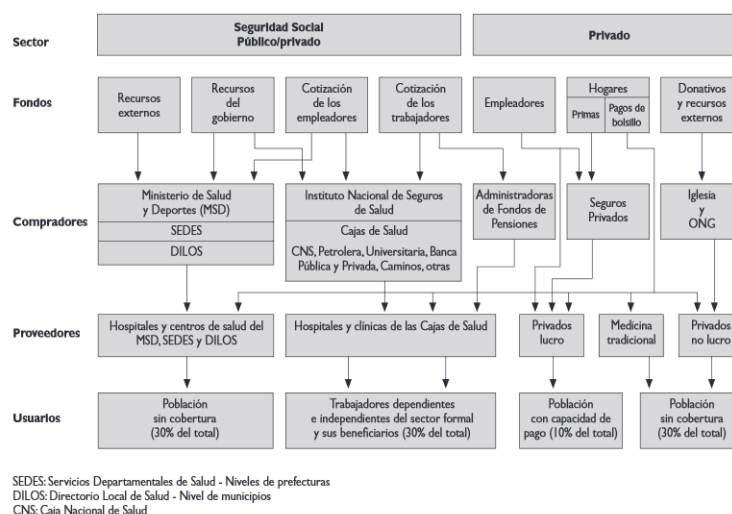 Sector
Seguridad Social
Público/privado
Privado
Fondos
Recursos
externos
Recursos
del
gobierno
Cotización
de los
empleadores
Cotización
de los
trabajadores
Empleadores
Hogares
Primas
Pagos de
bolsillo
Donativos
y recursos
externos
Compradores
Ministerio de Salud
y Deportes (MSD)
SEDES
DILOS
Instituto Nacional de Seguros
de Salud
Cajas de Salud
CNS, Petrolera, Universitaria, Banca
Pública y Privada, Caminos, otras
Administradoras
de Fondos de
Pensiones
Seguros
Privados
Iglesia
y
ONG
Proveedores
Hospitales y centros de salud del
MSD, SEDES y DILOS
Hospitales y clínicas de las Cajas de Salud
Privados
lucro
Medicina
tradicional
Privados
no lucro
Usuarios
Población
sin cobertura
(30% del total)
Trabajadores dependientes
e independientes del sector formal
y sus beneficiarios (30% del total)
Población
con capacidad de
pago (10% del total)
Población
sin cobertura
(30% del total)
SEDES: Servicios Departamentales de Salud - Niveles de prefecturas
DILOS: Directorio Local de Salud - Nivel de municipios
CNS: Caja Nacional de Salud